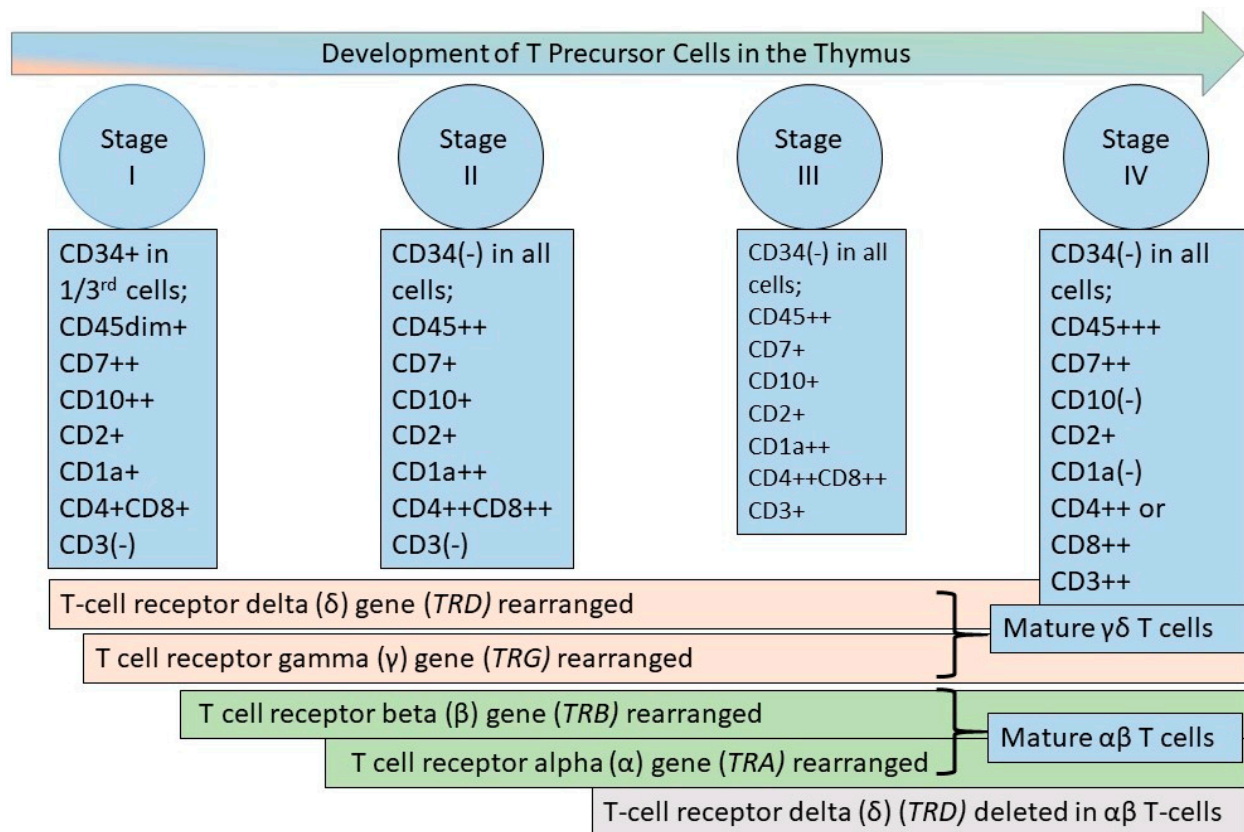 Development of T Precursor Cells in the Thymus
Stage
I
Stage
II
Stage
III
Stage
IV
CD34+ in
1/3rd cells;
CD45dim+
CD7++
CD10++
CD2+
CD1a+
CD4+CD8+
CD3(-)
CD34(-) in all
cells;
CD45++
CD7+
CD10+
CD2+
CD1a++
CD4++CD8++
CD3(-)
CD34(-) in all
cells;
CD45++
CD7+
CD10+
CD2+
CD1a++
CD4++CD8++
CD3+
CD34(-) in all
cells;
CD45+++
CD7++
CD10(-)
CD2+
CD1a(-)
CD4++ or
CD8++
CD3++
T-cell receptor delta (δ) gene (TRD) rearranged
T cell receptor gamma (γ) gene (TRG) rearranged
Mature γδ T cells
T cell receptor beta (β) gene (TRB) rearranged
T cell receptor alpha (α) gene (TRA) rearranged
Mature αβ T cells
T-cell receptor delta (δ) (TRD) deleted in αβ T-cells